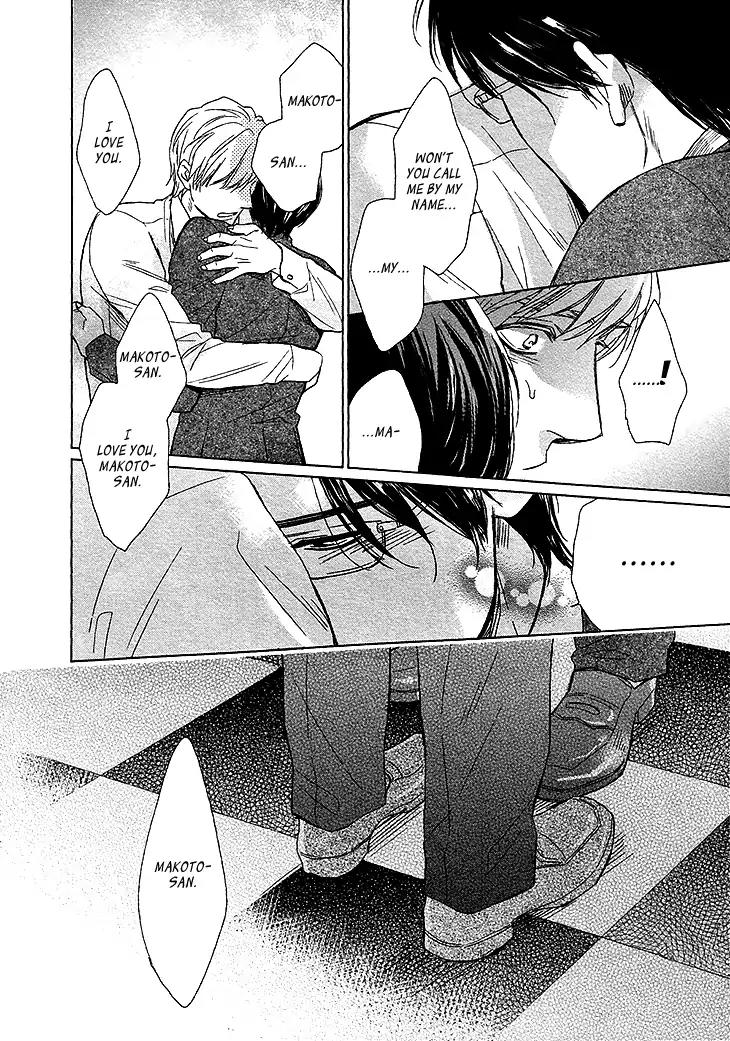 WON'T
YOU CALL
ME BY MY
NAME...
...MY...
.......!
...MA-
MAKOTO-
SAN...
I
LOVE
YOU.
MAKOTO-
SAN.
I
LOVE YOU,
MAKOTO-
SAN.
......
MAKOTO-
SAN.